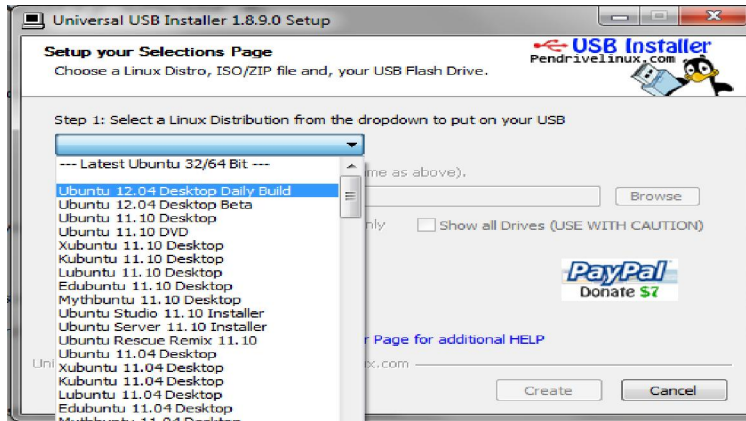 Universal USB Installer 1.8.9.0 Setup
Setup your Selections Page
Choose a Linux Distro, ISO/ZIP file and, your USB Flash Drive.
USB Installer
Pendrivelinux.com
Step 1: Select a Linux Distribution from the dropdown to put on your USB
--- Latest Ubuntu 32/64 Bit ---
me as above).
Ubuntu 12.04 Desktop Daily Build
Browse
Ubuntu 12.04 Desktop Beta
Ubuntu 11.10 Desktop
nly
Show all Drives (USE WITH CAUTION)
Ubuntu 11.10 DVD
Xubuntu 11.10 Desktop
Kubuntu 11.10 Desktop
Lubuntu 11.10 Desktop
PayPal
Edubuntu 11.10 Desktop
Donate $7
Mythbuntu 11.10 Desktop
Ubuntu Studio 11.10 Installer
Ubuntu Server 11.10 Installer
Ubuntu Rescue Remix 11.10
r Page for additional HELP
Ubuntu 11.04 Desktop
Uni
x.com
Xubuntu 11.04 Desktop
Kubuntu 11.04 Desktop
Lubuntu 11.04 Desktop
Create
Cancel
Edubuntu 11.04 Desktop
Mythbuntu 11.04 Desktop